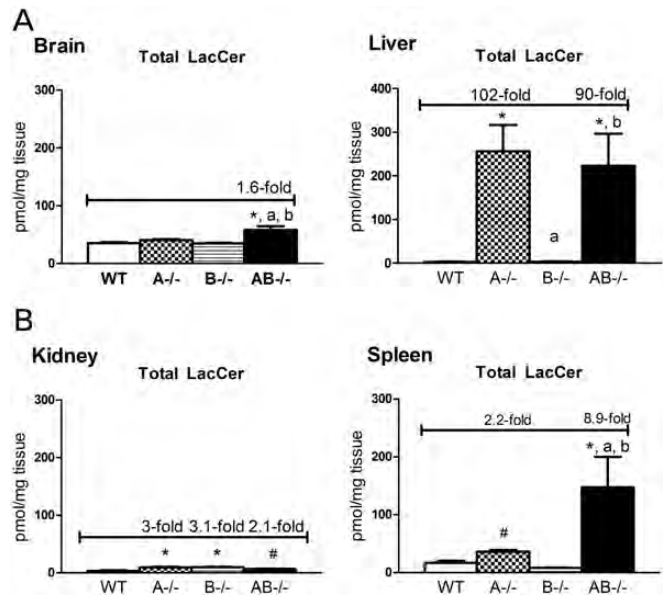 A
Brain
Total LacCer
pmol/mg tissue
300
200
100
0
1.6-fold
*, a, b
WT A-/- B-/- AB-/-
Liver
Total LacCer
pmol/mg tissue
400
300
200
100
0
102-fold 90-fold
* *, b
a
WT A-/- B-/- AB-/-
B
Kidney
Total LacCer
pmol/mg tissue
300
200
100
0
3-fold 3.1-fold 2.1-fold
* * #
WT A-/- B-/- AB-/-
Spleen
Total LacCer
pmol/mg tissue
300
200
100
0
2.2-fold 8.9-fold
*, a, b
#
WT A-/- B-/- AB-/-